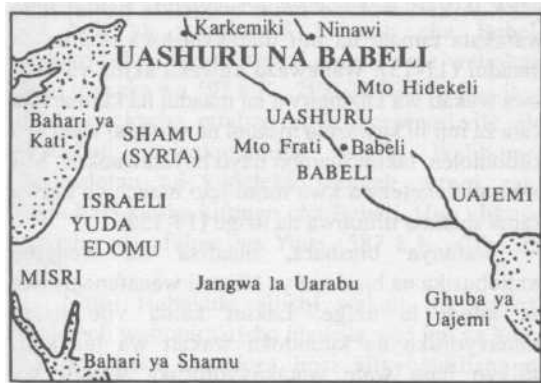 Karkemiki
Ninawi
UASHURU NA BABELI
Mto Hidekeli
Bahari ya
Kati
SHAMU
(SYRIA)
UASHURU
Mto Frati
Babeli
BABELI
ISRAELI
YUDA
EDOMU
UAJEMI
MISRI
Jangwa la Uarabu
Ghuba ya
Uajemi
Bahari ya Shamu